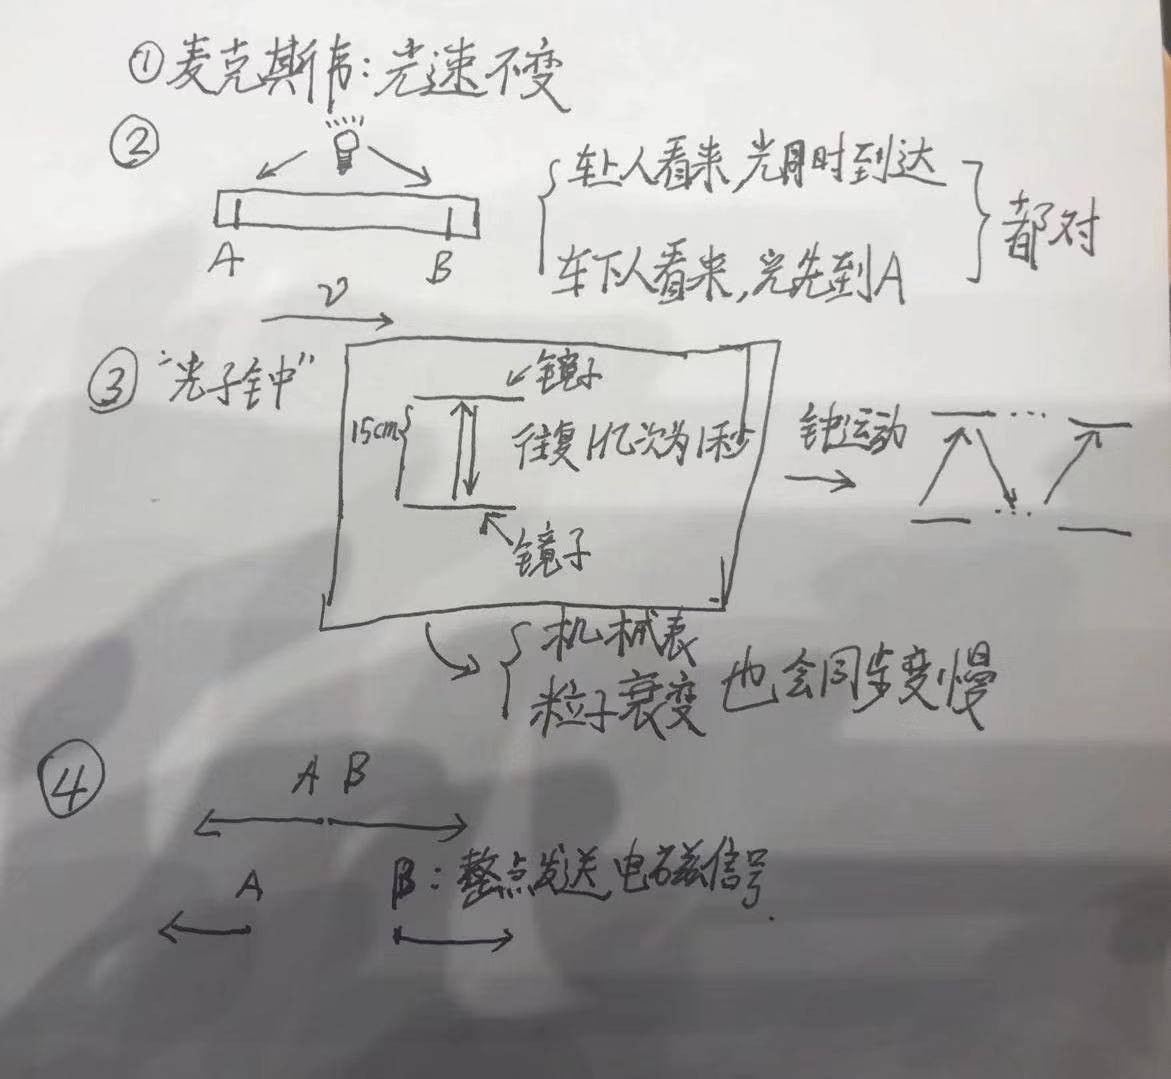 ①麦克斯韦:光速不变
②
A
B
v
车上人看来,光同时到达
车下人看来,光先到A
都对
③“光子钟”
镜子
15cm
往复1亿次为1秒
镜子
钟运动
机械表
粒子衰变
也会同步变慢
④
A B
A
B:整点发送电磁信号.